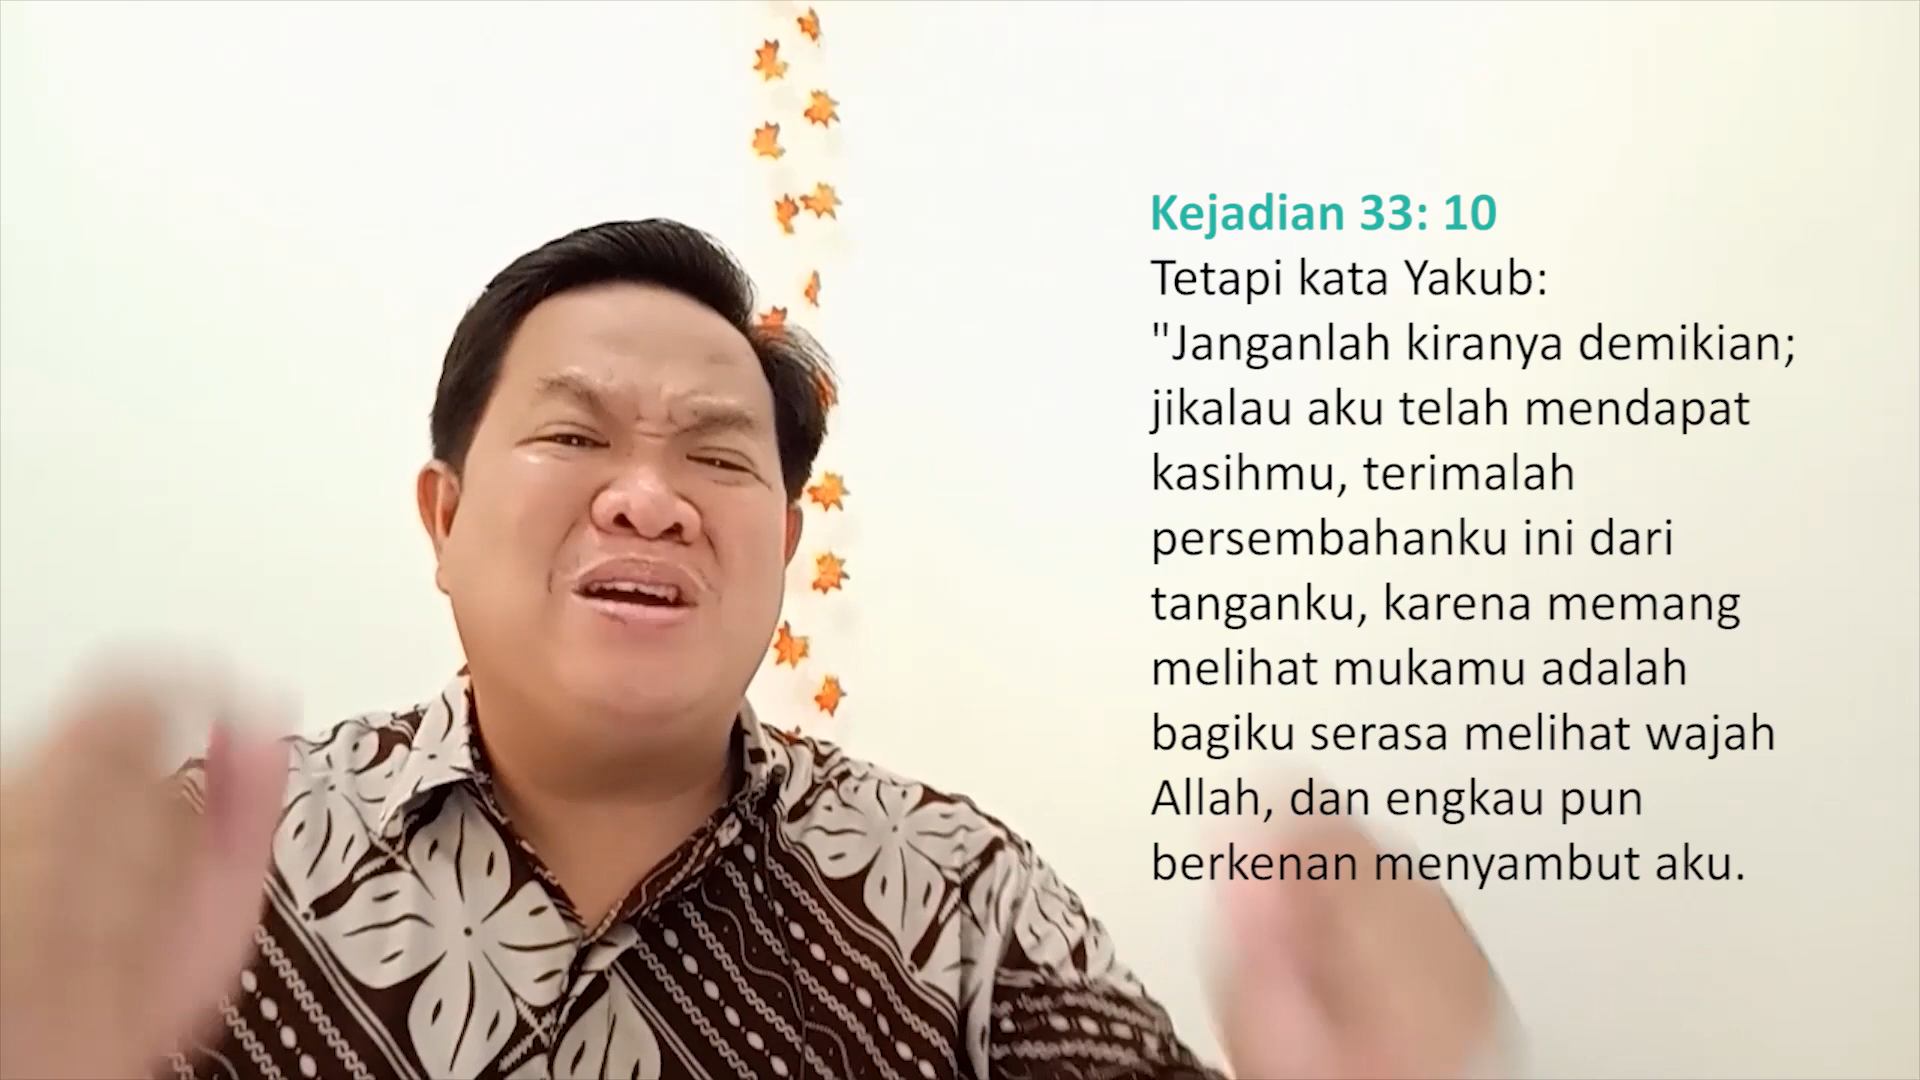 Kejadian 33: 10
Tetapi kata Yakub:
"Janganlah kiranya demikian;
jikalau aku telah mendapat
kasihmu, terimalah
persembahanku ini dari
tanganku, karena memang
melihat mukamu adalah
bagiku serasa melihat wajah
Allah, dan engkau pun
berkenan menyambut aku.